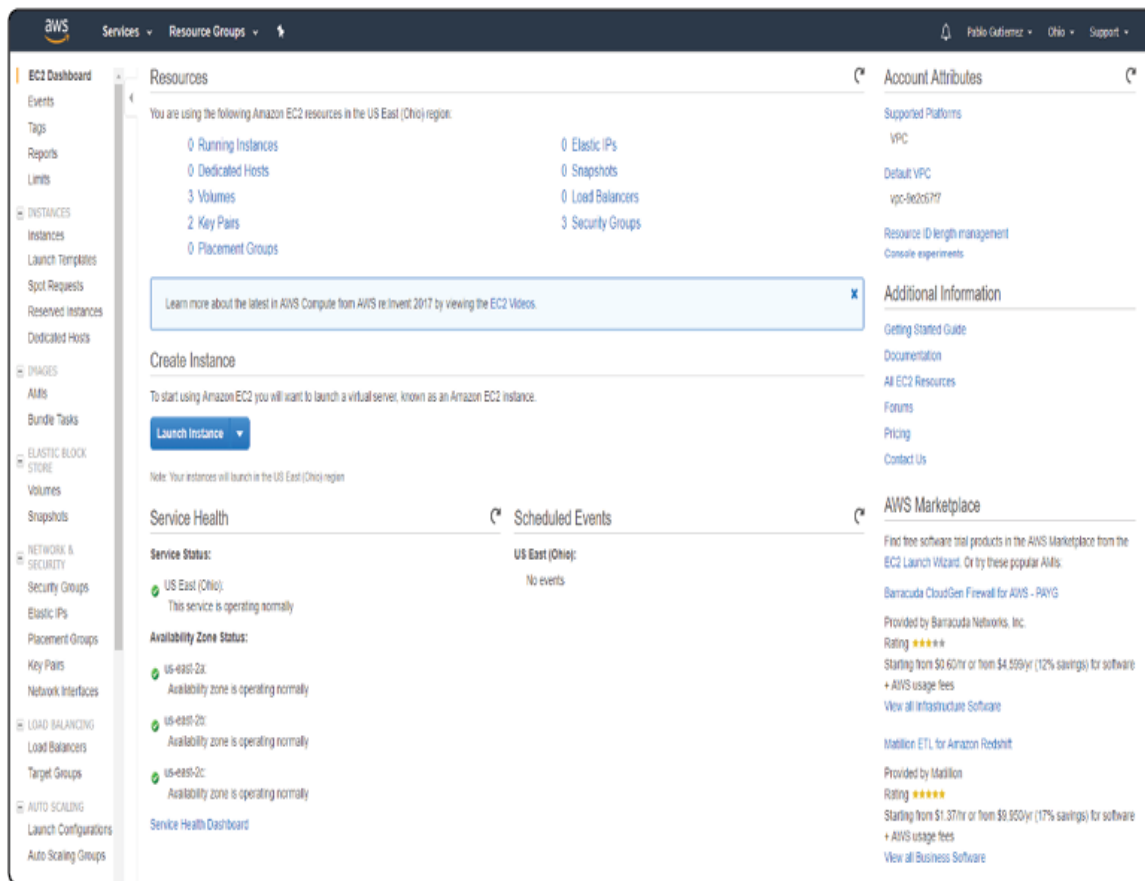 aws
Services
Resource Groups
Pablo Gutierrez
Ohio
Support
EC2 Dashboard
Events
Tags
Reports
Limits
INSTANCES
Instances
Launch Templates
Spot Requests
Reserved Instances
Dedicated Hosts
IMAGES
AMIs
Bundle Tasks
ELASTIC BLOCK
STORE
Volumes
Snapshots
NETWORK &
SECURITY
Security Groups
Elastic IPs
Placement Groups
Key Pairs
Network Interfaces
LOAD BALANCING
Load Balancers
Target Groups
AUTO SCALING
Launch Configurations
Auto Scaling Groups
Resources
You are using the following Amazon EC2 resources in the US East (Ohio) region:
0 Running Instances
0 Dedicated Hosts
3 Volumes
2 Key Pairs
0 Placement Groups
0 Elastic IPs
0 Snapshots
0 Load Balancers
3 Security Groups
Learn more about the latest in AWS Compute from AWS re:Invent 2017 by viewing the EC2 Videos.
Create Instance
To start using Amazon EC2 you will want to launch a virtual server, known as an Amazon EC2 instance.
Launch Instance
Note: Your instances will launch in the US East (Ohio) region
Service Health
Service Status:
US East (Ohio):
This service is operating normally
Availability Zone Status:
us-east-2a:
Availability zone is operating normally
us-east-2b:
Availability zone is operating normally
us-east-2c:
Availability zone is operating normally
Service Health Dashboard
Scheduled Events
US East (Ohio):
No events
Account Attributes
Supported Platforms
VPC
Default VPC
vpc-9e2c67f7
Resource ID length management
Console experiments
Additional Information
Getting Started Guide
Documentation
All EC2 Resources
Forums
Pricing
Contact Us
AWS Marketplace
Find free software trial products in the AWS Marketplace from the
EC2 Launch Wizard. Or try these popular AMIs:
Barracuda CloudGen Firewall for AWS - PAYG
Provided by Barracuda Networks, Inc.
Rating
Starting from $0.60/hr or from $4,599/yr (12% savings) for software
+ AWS usage fees
View all Infrastructure Software
Matillion ETL for Amazon Redshift
Provided by Matillion
Rating
Starting from $1.37/hr or from $9,950/yr (17% savings) for software
+ AWS usage fees
View all Business Software